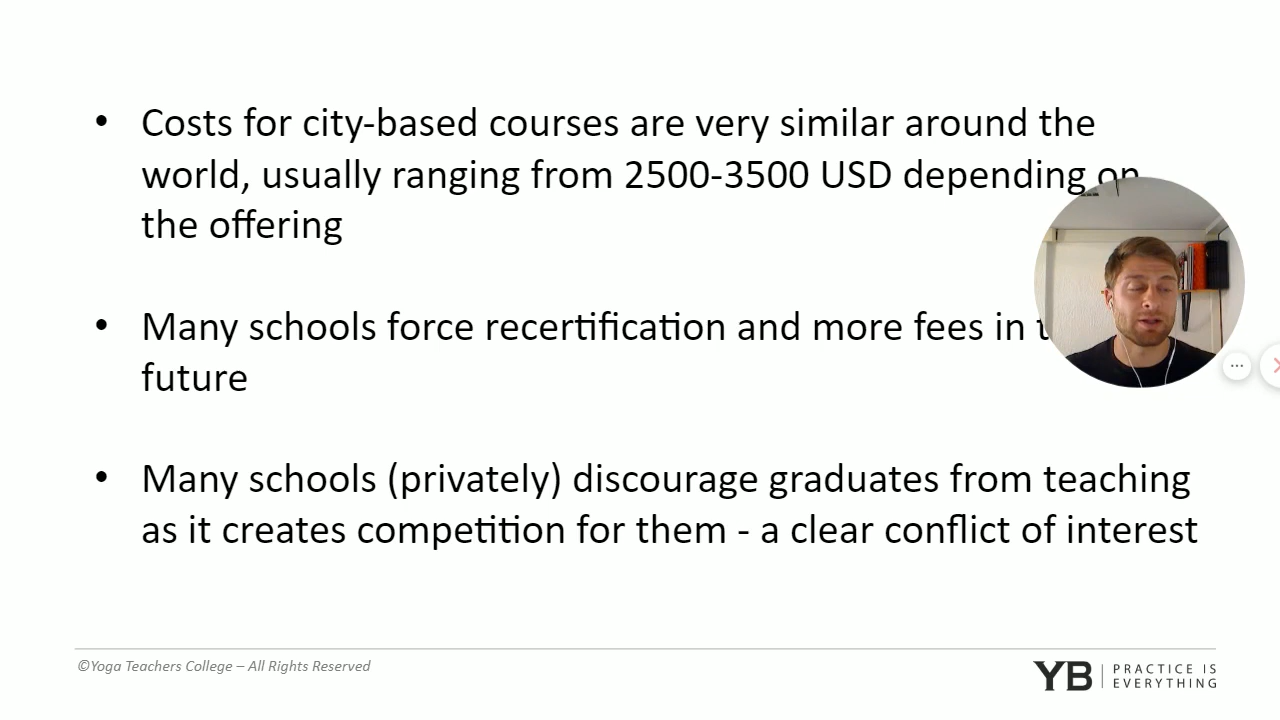 • Costs for city-based courses are very similar around the
world, usually ranging from 2500-3500 USD depending on
the offering
• Many schools force recertification and more fees in
future
• Many schools (privately) discourage graduates from teaching
as it creates competition for them - a clear conflict of interest
©Yoga Teachers College – All Rights Reserved
YB | PRACTICE IS
EVERYTHING